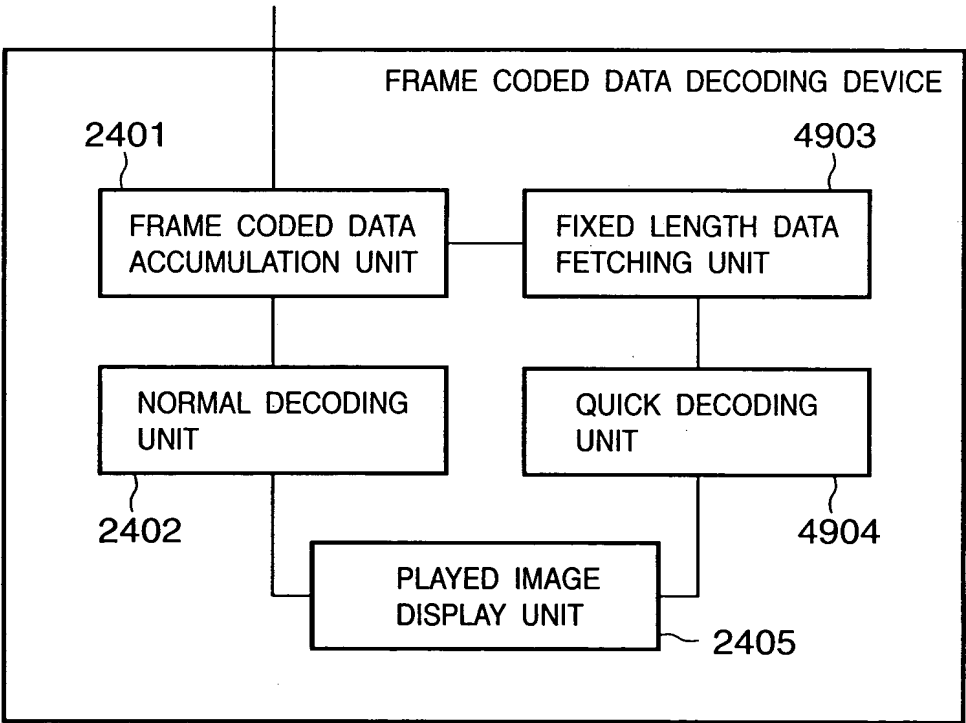 FRAME CODED DATA DECODING DEVICE
2401
4903
FRAME CODED DATA
ACCUMULATION UNIT
FIXED LENGTH DATA
FETCHING UNIT
NORMAL DECODING
UNIT
QUICK DECODING
UNIT
2402
4904
PLAYED IMAGE
DISPLAY UNIT
2405